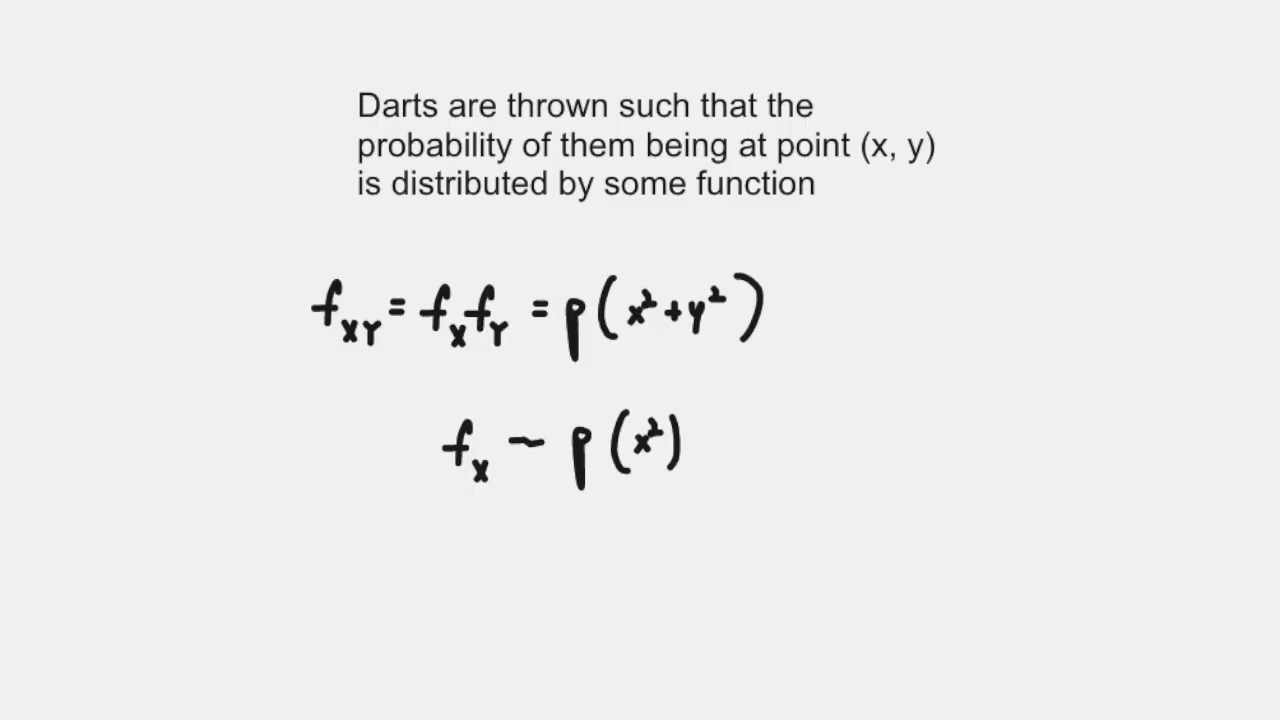 Darts are thrown such that the
probability of them being at point (x, y)
is distributed by some function
f_XY = f_X f_Y = p(x² + y²)
f_X ~ p(x²)